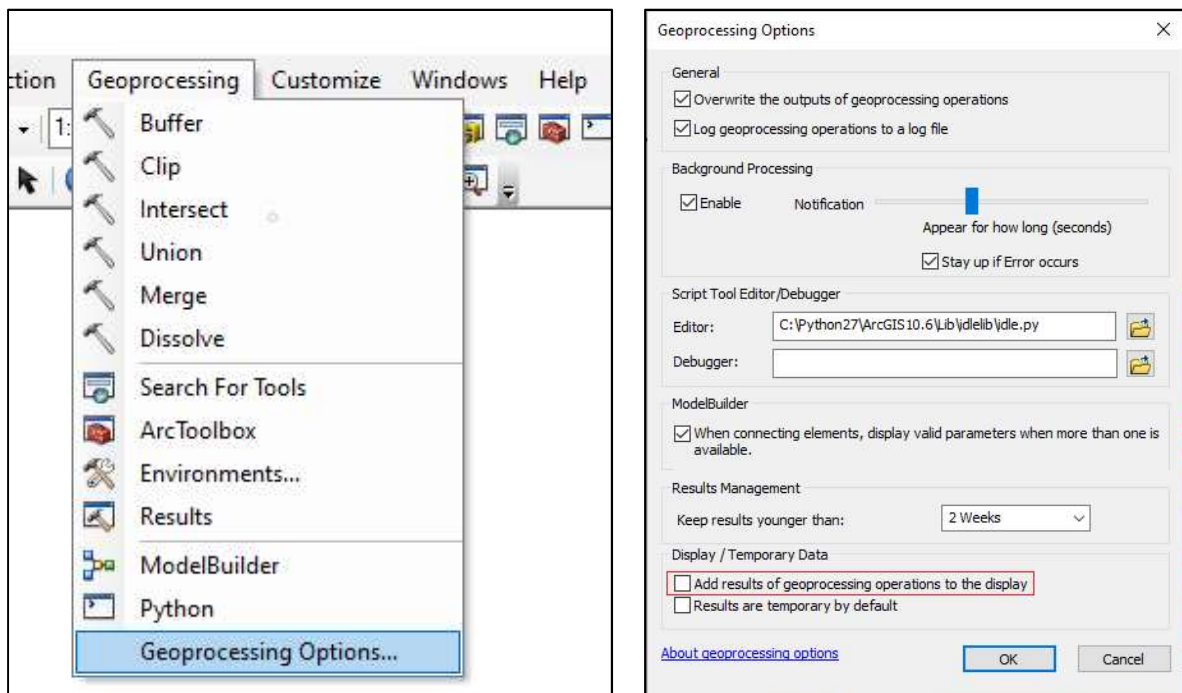 ction Geoprocessing Customize Windows Help
1:
Buffer
Clip
Intersect
Union
Merge
Dissolve
Search For Tools
ArcToolbox
Environments...
Results
ModelBuilder
Python
Geoprocessing Options...
Geoprocessing Options
General
Overwrite the outputs of geoprocessing operations
Log geoprocessing operations to a log file
Background Processing
Enable Notification
Appear for how long (seconds)
Stay up if Error occurs
Script Tool Editor/Debugger
Editor: C:\Python27\ArcGIS10.6\Lib\idlelib\idle.py
Debugger:
ModelBuilder
When connecting elements, display valid parameters when more than one is
available.
Results Management
Keep results younger than: 2 Weeks
Display / Temporary Data
Add results of geoprocessing operations to the display
Results are temporary by default
About geoprocessing options OK Cancel